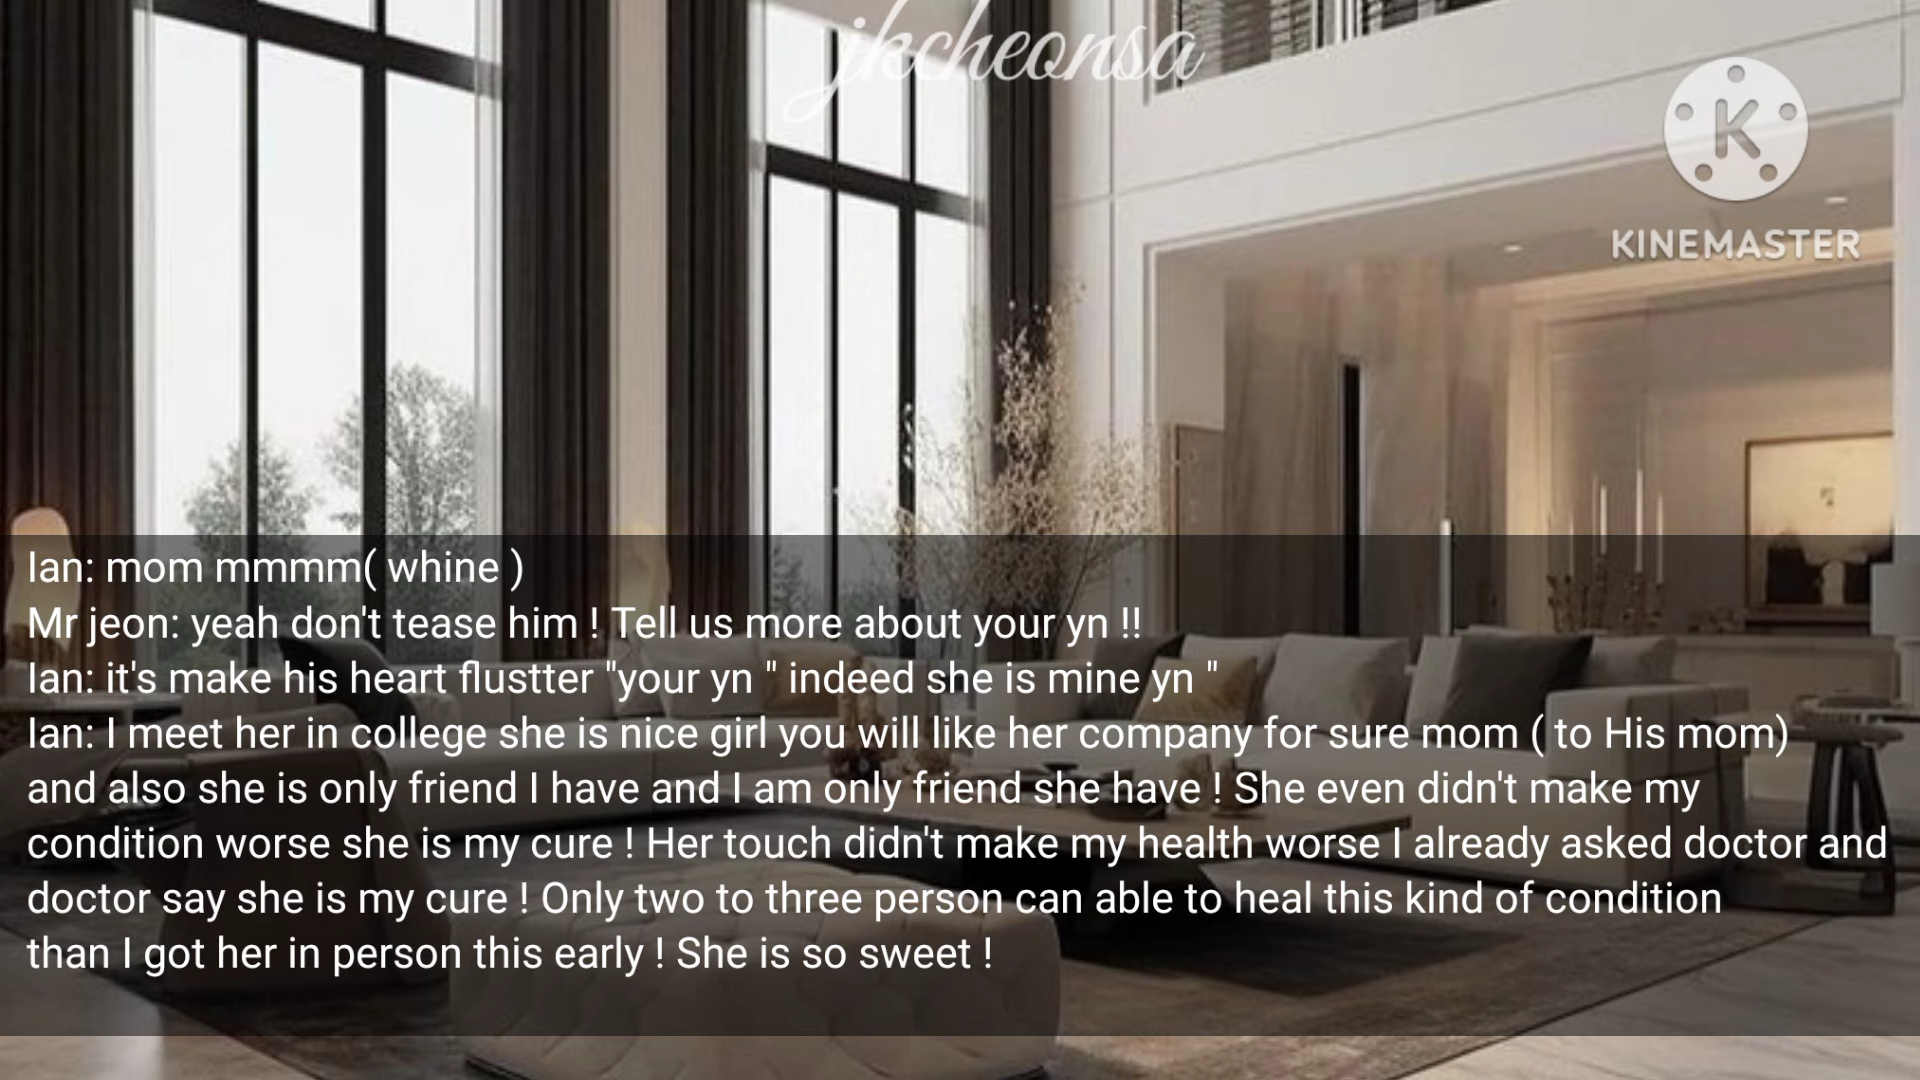 jkcheonsa
K
KINEMASTER
Ian: mom mmmm( whine )
Mr jeon: yeah don't tease him ! Tell us more about your yn !!
Ian: it's make his heart flustter "your yn " indeed she is mine yn "
Ian: I meet her in college she is nice girl you will like her company for sure mom ( to His mom)
and also she is only friend I have and I am only friend she have ! She even didn't make my
condition worse she is my cure ! Her touch didn't make my health worse I already asked doctor and
doctor say she is my cure ! Only two to three person can able to heal this kind of condition
than I got her in person this early ! She is so sweet !